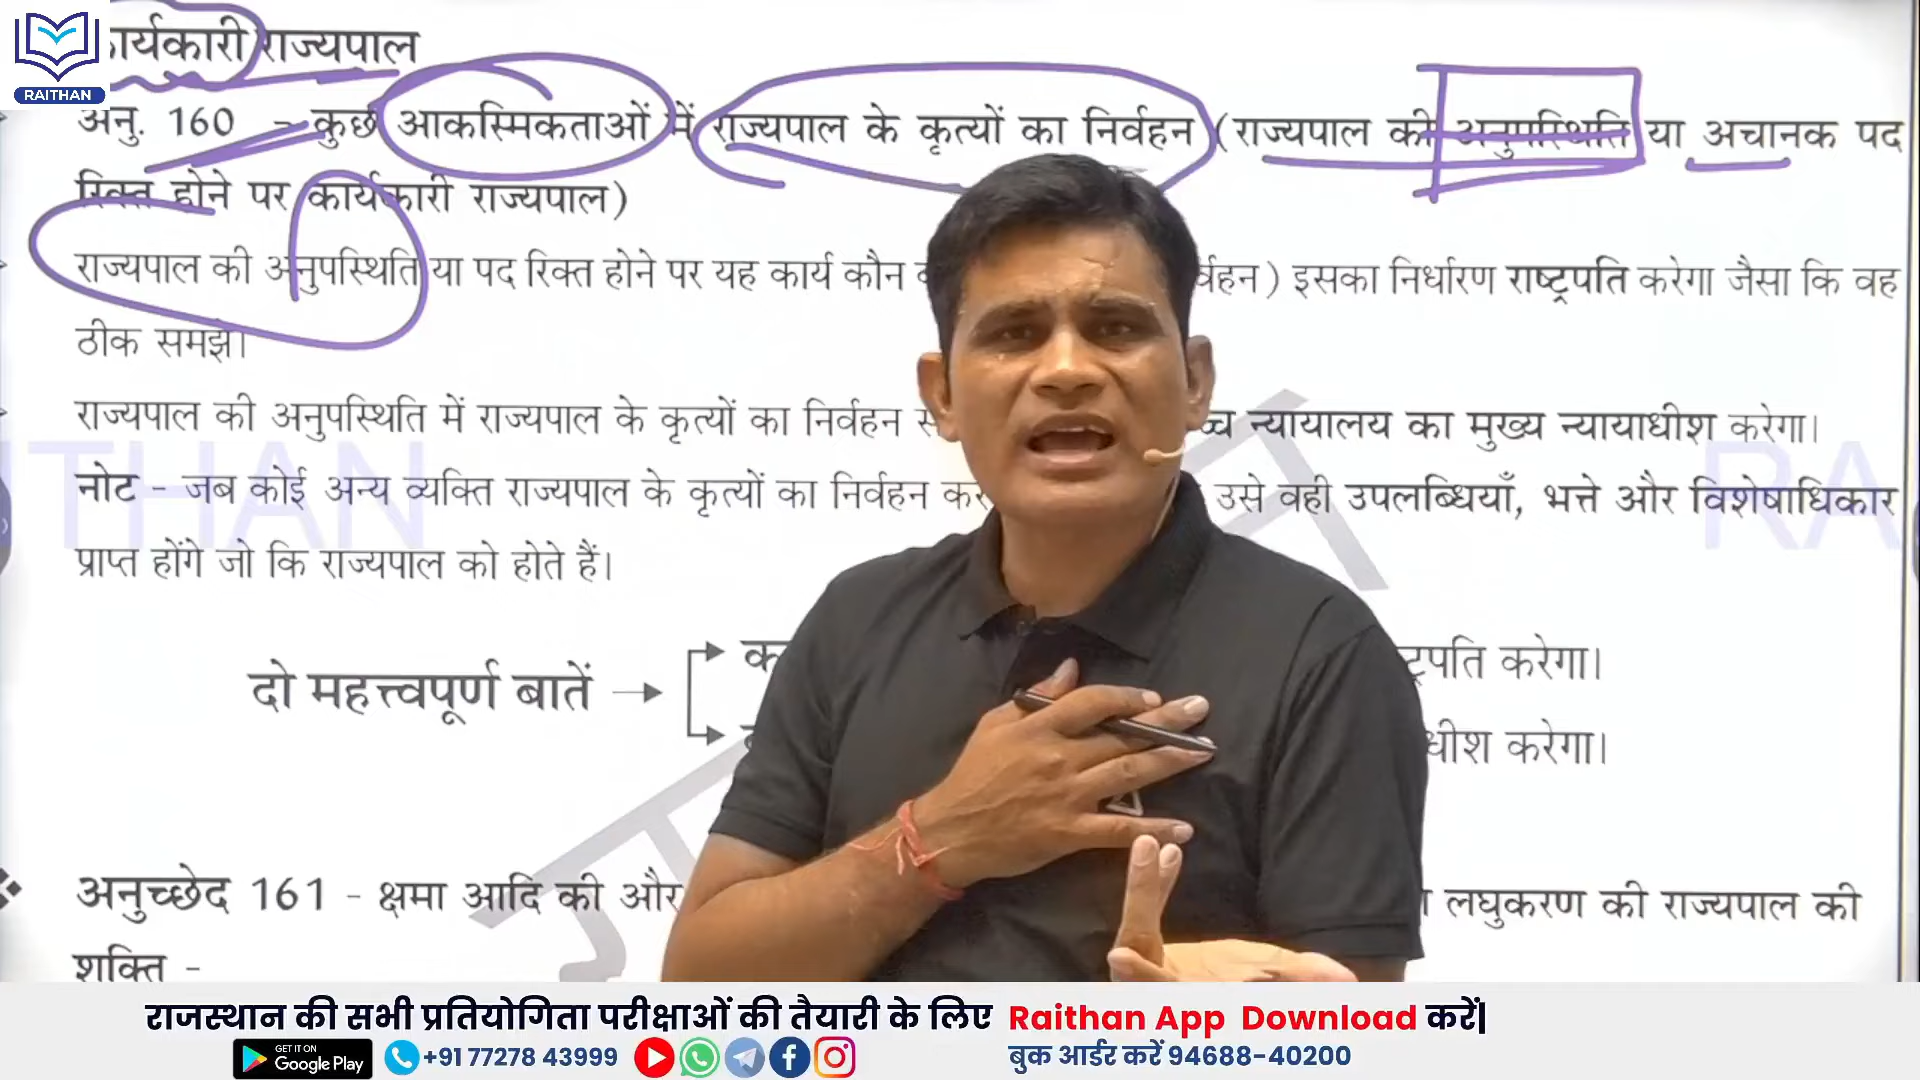 RAITHAN
कार्यकारी राज्यपाल
अनु. 160 - कुछ आकस्मिकताओं में राज्यपाल के कृत्यों का निर्वहन (राज्यपाल की अनुपस्थिति या अचानक पद
रिक्त होने पर कार्यकारी राज्यपाल)
राज्यपाल की अनुपस्थिति या पद रिक्त होने पर यह कार्य कौन र्वहन) इसका निर्धारण राष्ट्रपति करेगा जैसा कि वह
ठीक समझे।
राज्यपाल की अनुपस्थिति में राज्यपाल के कृत्यों का निर्वहन च्च न्यायालय का मुख्य न्यायाधीश करेगा।
नोट - जब कोई अन्य व्यक्ति राज्यपाल के कृत्यों का निर्वहन कर उसे वही उपलब्धियाँ, भत्ते और विशेषाधिकार
प्राप्त होंगे जो कि राज्यपाल को होते हैं।
दो महत्त्वपूर्ण बातें → ट्रपति करेगा।
धीश करेगा।
अनुच्छेद 161 - क्षमा आदि की और लघुकरण की राज्यपाल की
शक्ति -
राजस्थान की सभी प्रतियोगिता परीक्षाओं की तैयारी के लिए Raithan App Download करें|
GET IT ON Google Play +91 77278 43999 बुक आर्डर करें 94688-40200